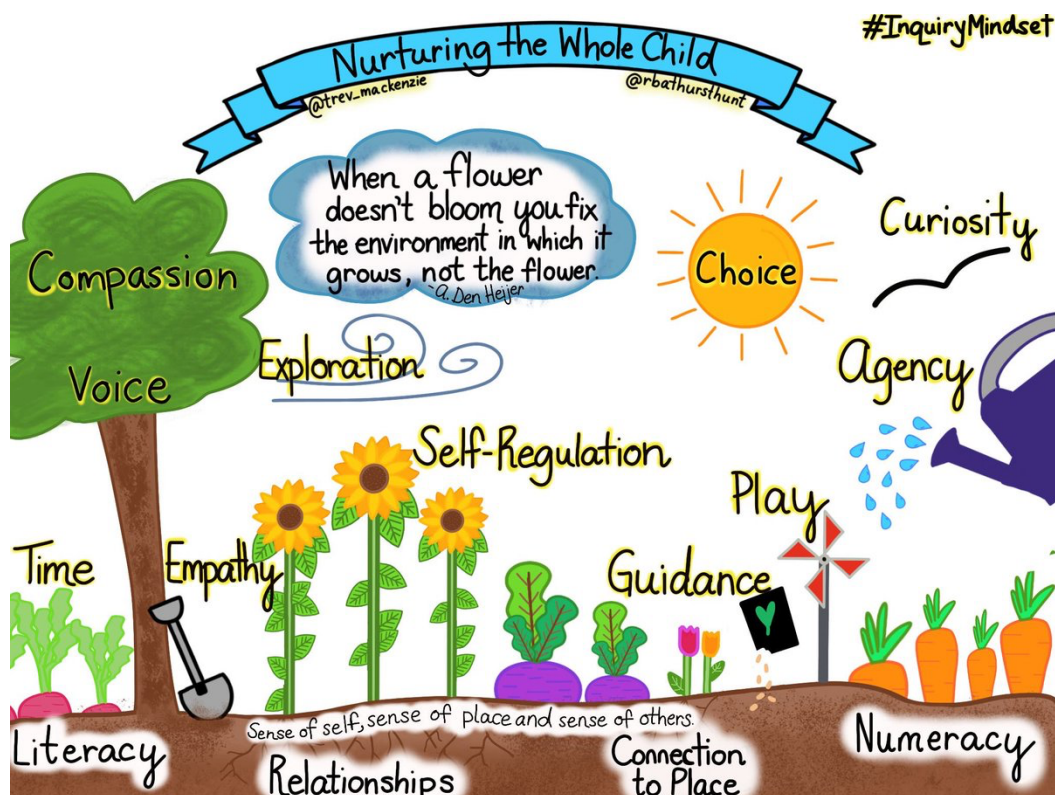 #InquiryMindset
Nurturing the Whole Child
@trev_mackenzie
@rbathursthunt
When a flower
doesn't bloom you fix
the environment in which it
grows, not the flower.
-A. Den Heijer
Choice
Curiosity
Compassion
Voice
Exploration
Agency
Self-Regulation
Play
Time
Empathy
Guidance
Sense of self, sense of place and sense of others.
Literacy
Relationships
Connection
to Place
Numeracy